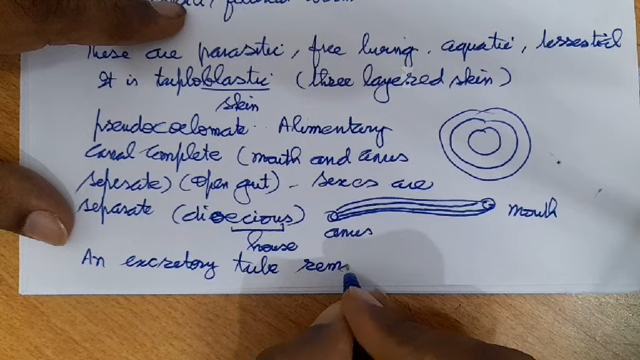 These are parasitic, free living, aquatic, terrestrial
It is triploblastic (three layered skin)
skin
pseudocoelomate. Alimentary
canal complete (mouth and anus
seperate) (open gut) - sexes are
separate (dioecious)
mouth
anus
house
An excretory tube rem